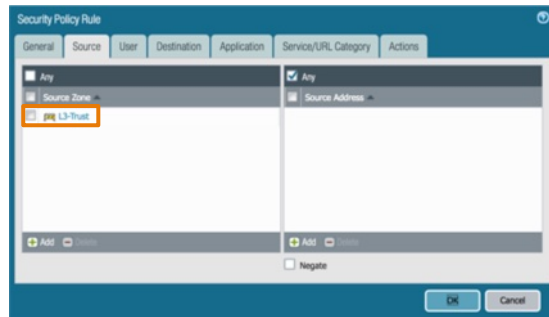 Security Policy Rule
General Source User Destination Application Service/URL Category Actions
Any Any
Source Zone Source Address
L3-Trust
Add Delete Add Delete
Negate
OK Cancel